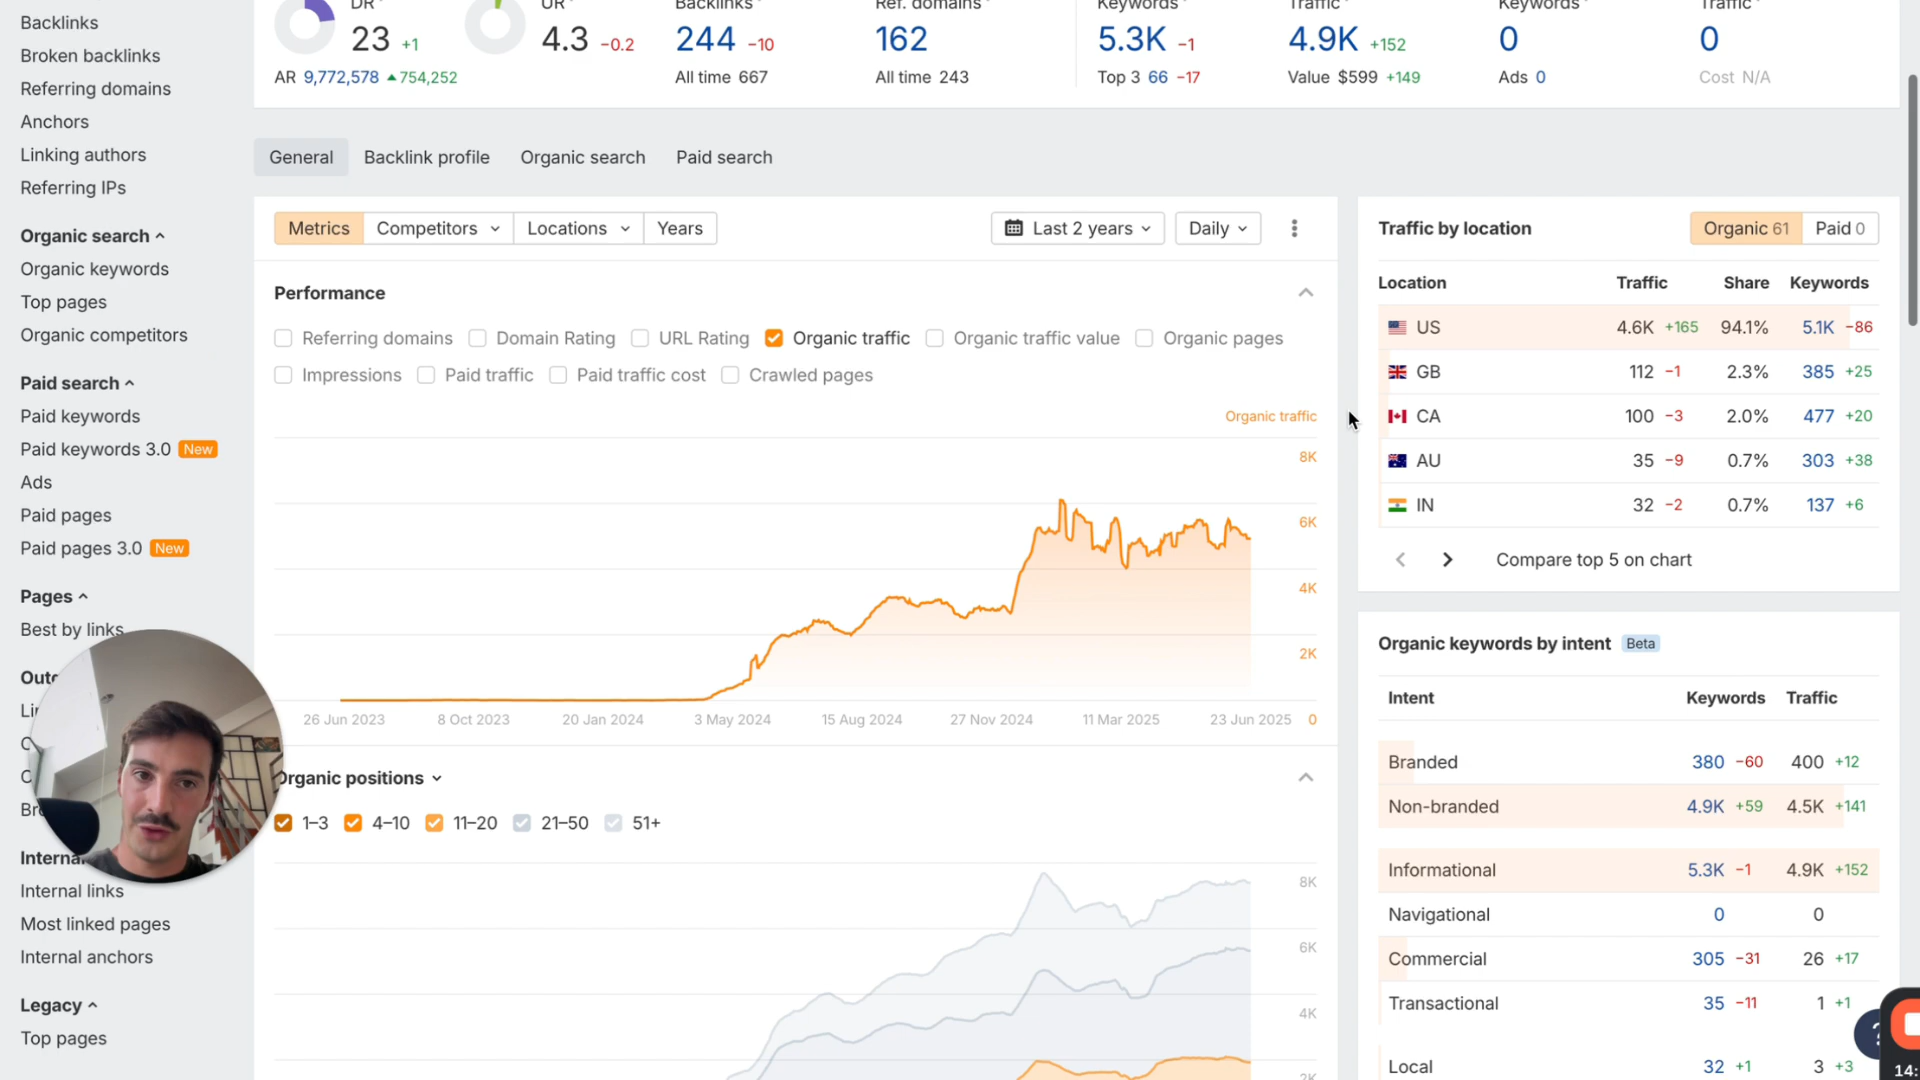 Backlinks
Broken backlinks
Referring domains
Anchors
Linking authors
Referring IPs
Organic search
Organic keywords
Top pages
Organic competitors
Paid search
Paid keywords
Paid keywords 3.0 New
Ads
Paid pages
Paid pages 3.0 New
Pages
Best by links
Internal links
Most linked pages
Internal anchors
Legacy
Top pages
DR
23 +1
AR 9,772,578 754,252
UR
4.3 −0.2
Backlinks
244 −10
All time 667
Ref. domains
162
All time 243
Keywords
5.3K −1
Top 3 66 −17
Traffic
4.9K +152
Value $599 +149
Keywords
0
Ads 0
Traffic
0
Cost N/A
General Backlink profile Organic search Paid search
Metrics Competitors Locations Years
Last 2 years Daily
Performance
Referring domains Domain Rating URL Rating Organic traffic Organic traffic value Organic pages
Impressions Paid traffic Paid traffic cost Crawled pages
Organic traffic
8K
6K
4K
2K
26 Jun 2023 8 Oct 2023 20 Jan 2024 3 May 2024 15 Aug 2024 27 Nov 2024 11 Mar 2025 23 Jun 2025 0
Organic positions
1–3 4–10 11–20 21–50 51+
8K
6K
4K
2K
Traffic by location
Organic 61 Paid 0
Location Traffic Share Keywords
US 4.6K +165 94.1% 5.1K −86
GB 112 −1 2.3% 385 +25
CA 100 −3 2.0% 477 +20
AU 35 −9 0.7% 303 +38
IN 32 −2 0.7% 137 +6
Compare top 5 on chart
Organic keywords by intent Beta
Intent Keywords Traffic
Branded 380 −60 400 +12
Non-branded 4.9K +59 4.5K +141
Informational 5.3K −1 4.9K +152
Navigational 0 0
Commercial 305 −31 26 +17
Transactional 35 −11 1 +1
Local 32 +1 3 +3
?
14: